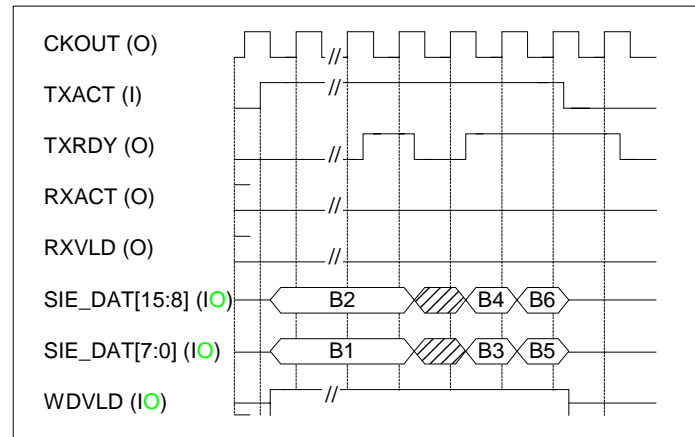 CKOUT (O)
//
TXACT (I)
//
TXRDY (O)
//
RXACT (O)
//
RXVLD (O)
//
SIE_DAT[15:8] (IO)
B2
B4
B6
SIE_DAT[7:0] (IO)
B1
B3
B5
WDVLD (IO)
//